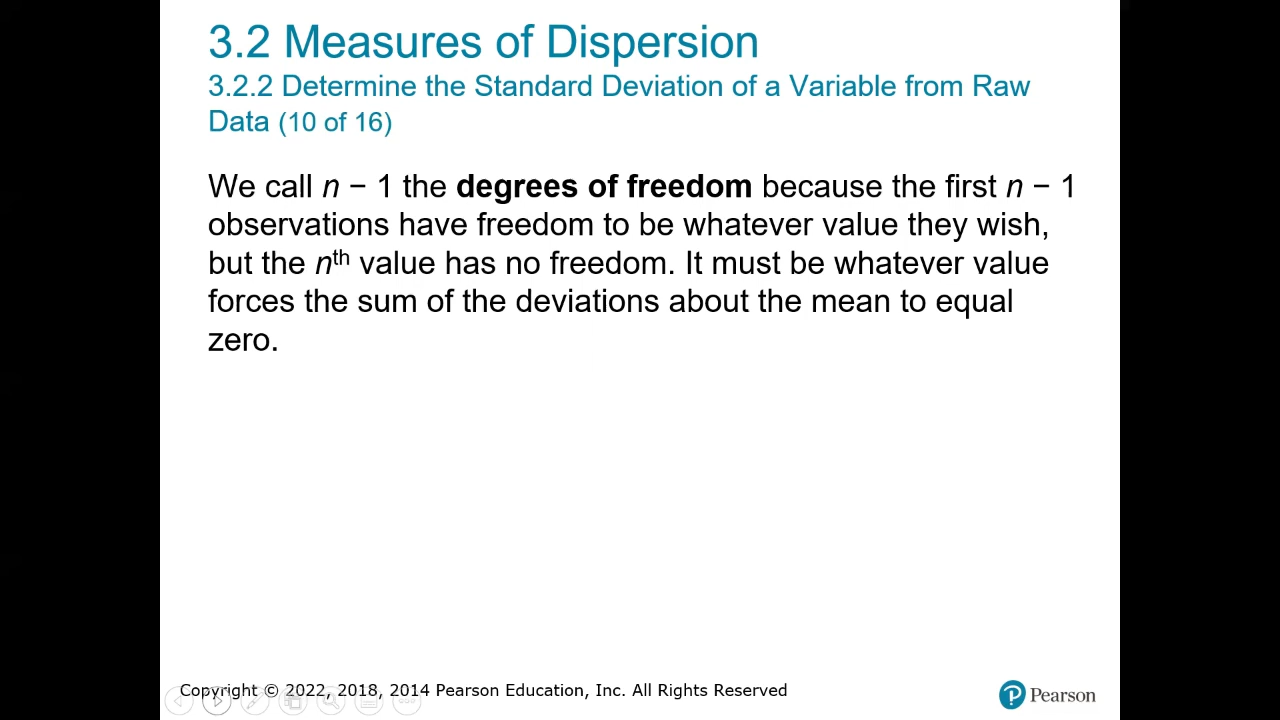 3.2 Measures of Dispersion
3.2.2 Determine the Standard Deviation of a Variable from Raw
Data (10 of 16)
We call n − 1 the degrees of freedom because the first n − 1
observations have freedom to be whatever value they wish,
but the nth value has no freedom. It must be whatever value
forces the sum of the deviations about the mean to equal
zero.
Copyright © 2022, 2018, 2014 Pearson Education, Inc. All Rights Reserved
P Pearson